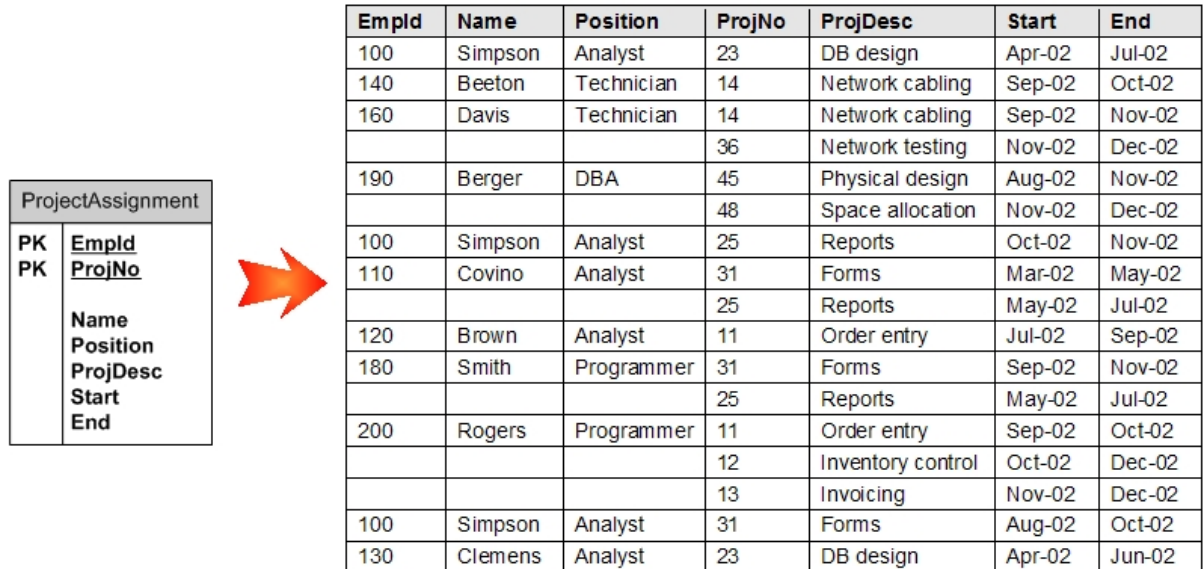 ProjectAssignment
PK EmpId
PK ProjNo
Name
Position
ProjDesc
Start
End
EmpId Name Position ProjNo ProjDesc Start End
100 Simpson Analyst 23 DB design Apr-02 Jul-02
140 Beeton Technician 14 Network cabling Sep-02 Oct-02
160 Davis Technician 14 Network cabling Sep-02 Nov-02
36 Network testing Nov-02 Dec-02
190 Berger DBA 45 Physical design Aug-02 Nov-02
48 Space allocation Nov-02 Dec-02
100 Simpson Analyst 25 Reports Oct-02 Nov-02
110 Covino Analyst 31 Forms Mar-02 May-02
25 Reports May-02 Jul-02
120 Brown Analyst 11 Order entry Jul-02 Sep-02
180 Smith Programmer 31 Forms Sep-02 Nov-02
25 Reports May-02 Jul-02
200 Rogers Programmer 11 Order entry Sep-02 Oct-02
12 Inventory control Oct-02 Dec-02
13 Invoicing Nov-02 Dec-02
100 Simpson Analyst 31 Forms Aug-02 Oct-02
130 Clemens Analyst 23 DB design Apr-02 Jun-02